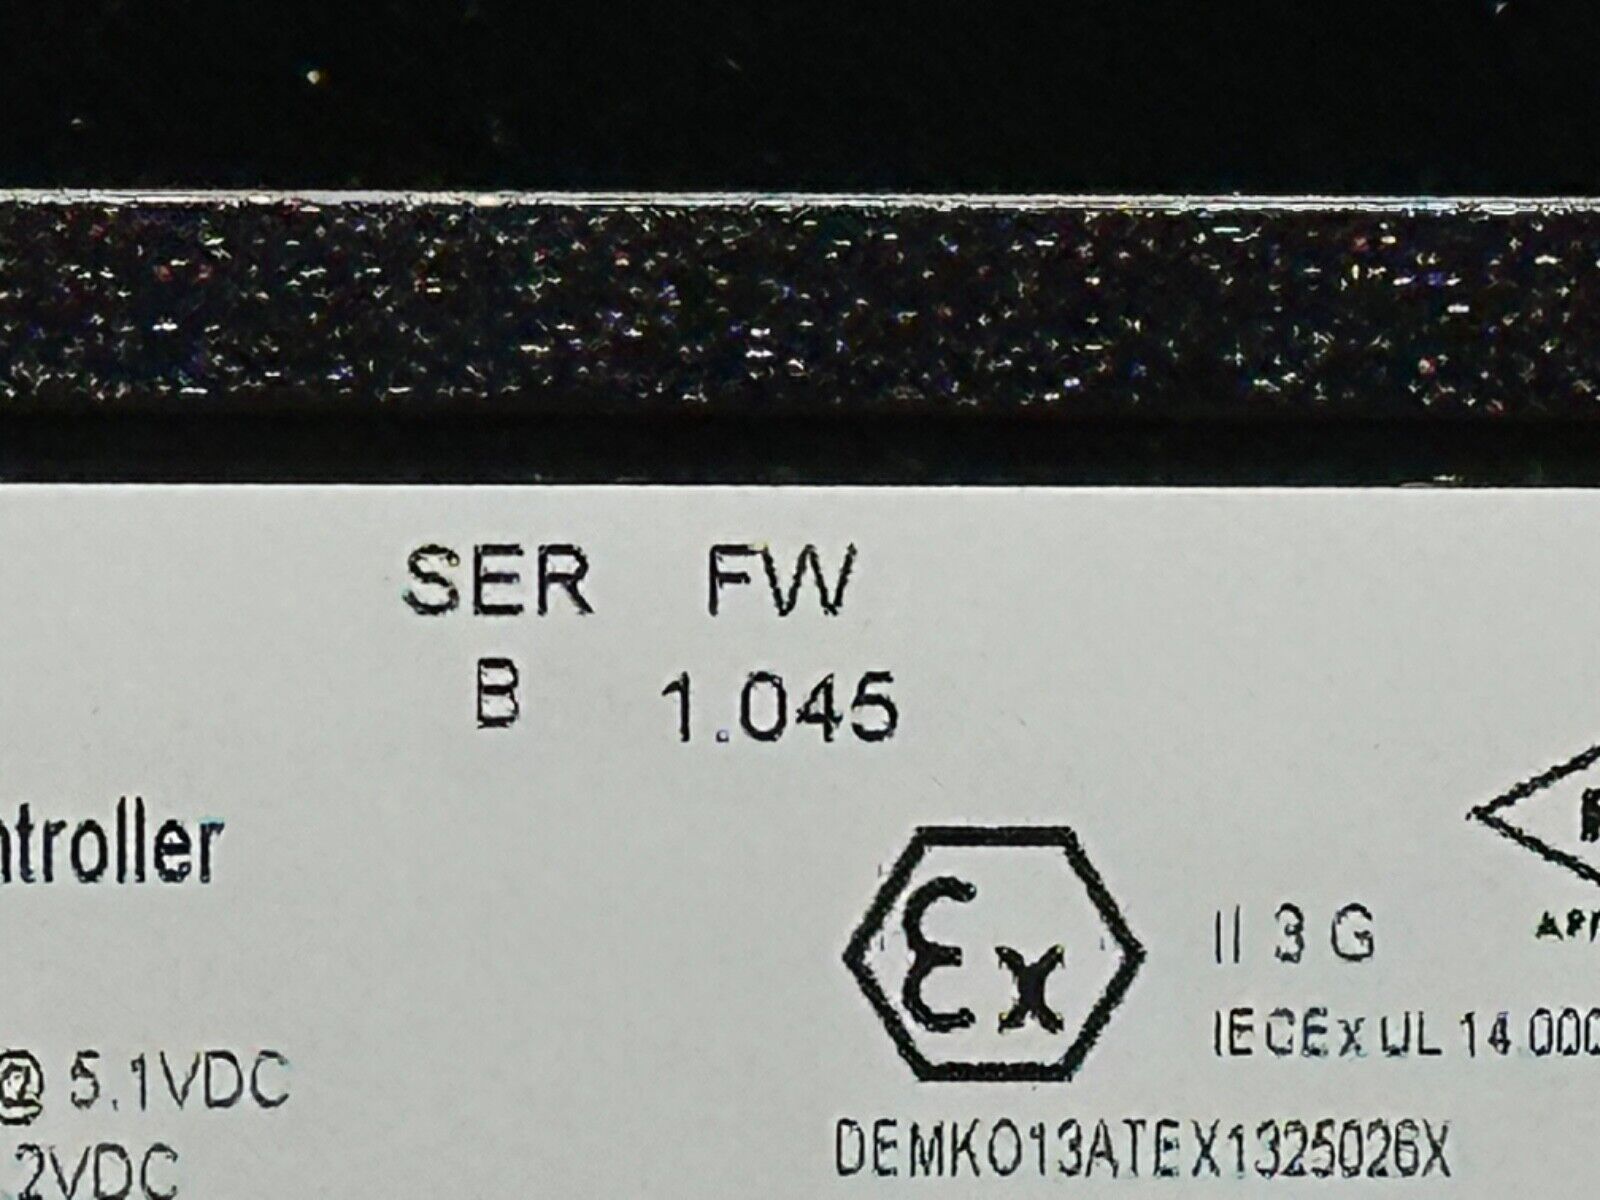 SER FW
B 1.045
ntroller
Ex
II 3 G
@ 5.1VDC
IECEx UL 14.000
2VDC
DEMKO13ATEX1325026X